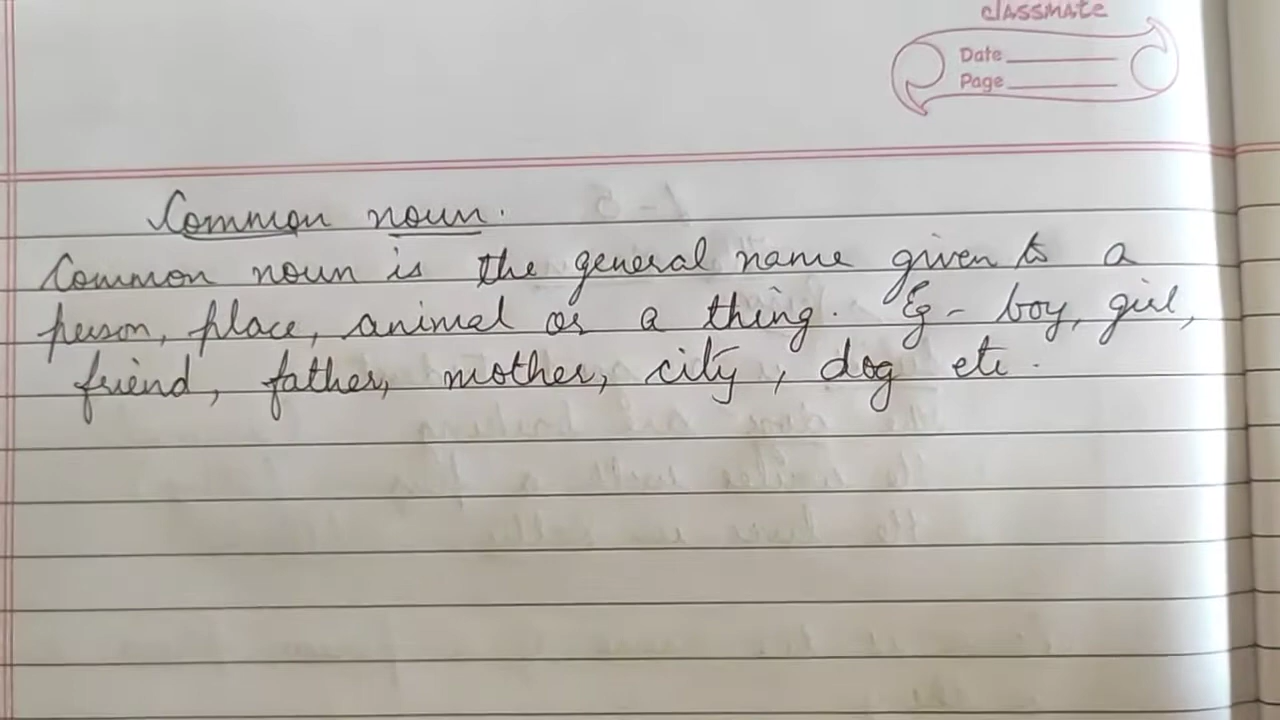 classmate
Date
Page
Common noun.
Common noun is the general name given to a
person, place, animal or a thing. Eg - boy, girl,
friend, father, mother, city, dog etc.